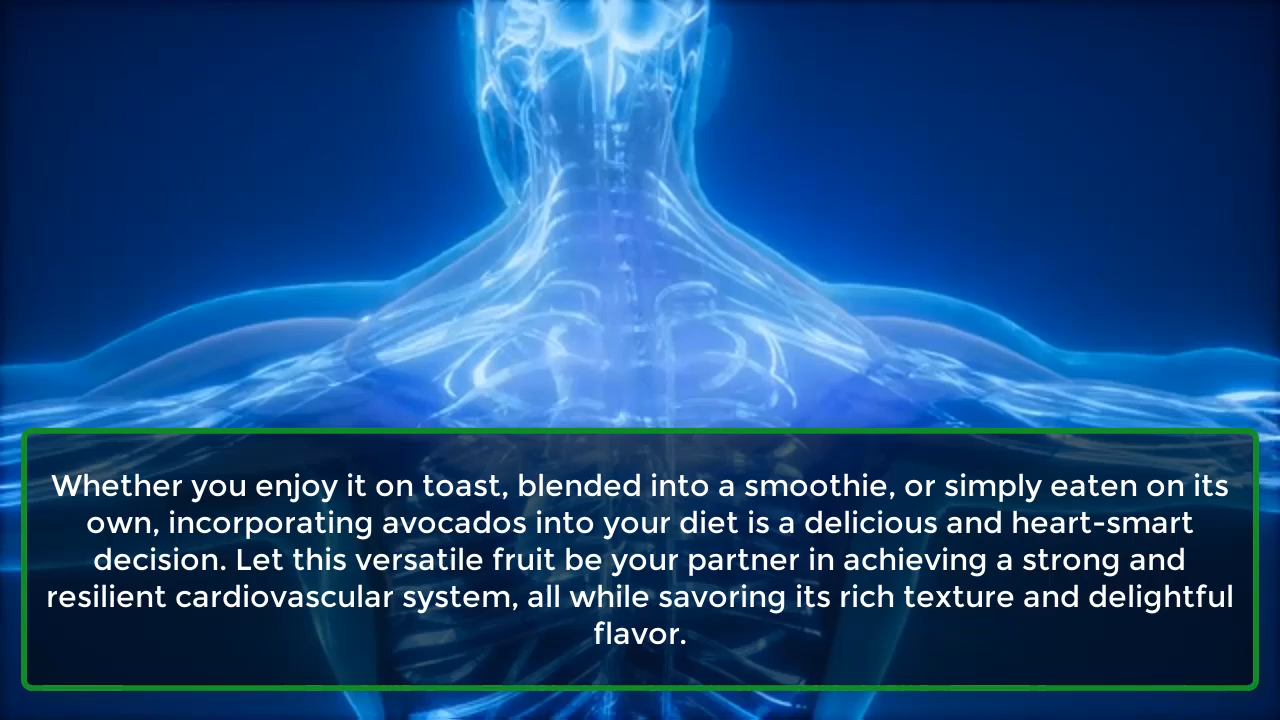 Whether you enjoy it on toast, blended into a smoothie, or simply eaten on its
own, incorporating avocados into your diet is a delicious and heart-smart
decision. Let this versatile fruit be your partner in achieving a strong and
resilient cardiovascular system, all while savoring its rich texture and delightful
flavor.